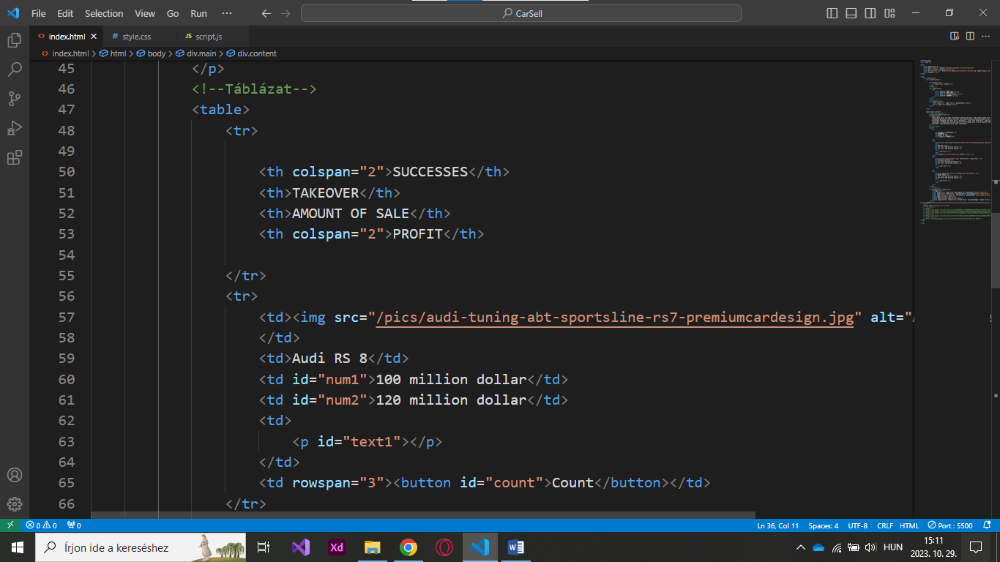 File Edit Selection View Go Run ··· CarSell
index.html style.css JS script.js
index.html > html > body > div.main > div.content
45 </p>
46 <!--Táblázat-->
47 <table>
48 <tr>
49
50 <th colspan="2">SUCCESSES</th>
51 <th>TAKEOVER</th>
52 <th>AMOUNT OF SALE</th>
53 <th colspan="2">PROFIT</th>
54
55 </tr>
56 <tr>
57 <td><img src="/pics/audi-tuning-abt-sportsline-rs7-premiumcardesign.jpg" alt="
58 </td>
59 <td>Audi RS 8</td>
60 <td id="num1">100 million dollar</td>
61 <td id="num2">120 million dollar</td>
62 <td>
63 <p id="text1"></p>
64 </td>
65 <td rowspan="3"><button id="count">Count</button></td>
66 </tr>
0 0 0 Ln 36, Col 11 Spaces: 4 UTF-8 CRLF HTML Port : 5500
Írjon ide a kereséshez Xd W HUN 15:11
2023. 10. 29.